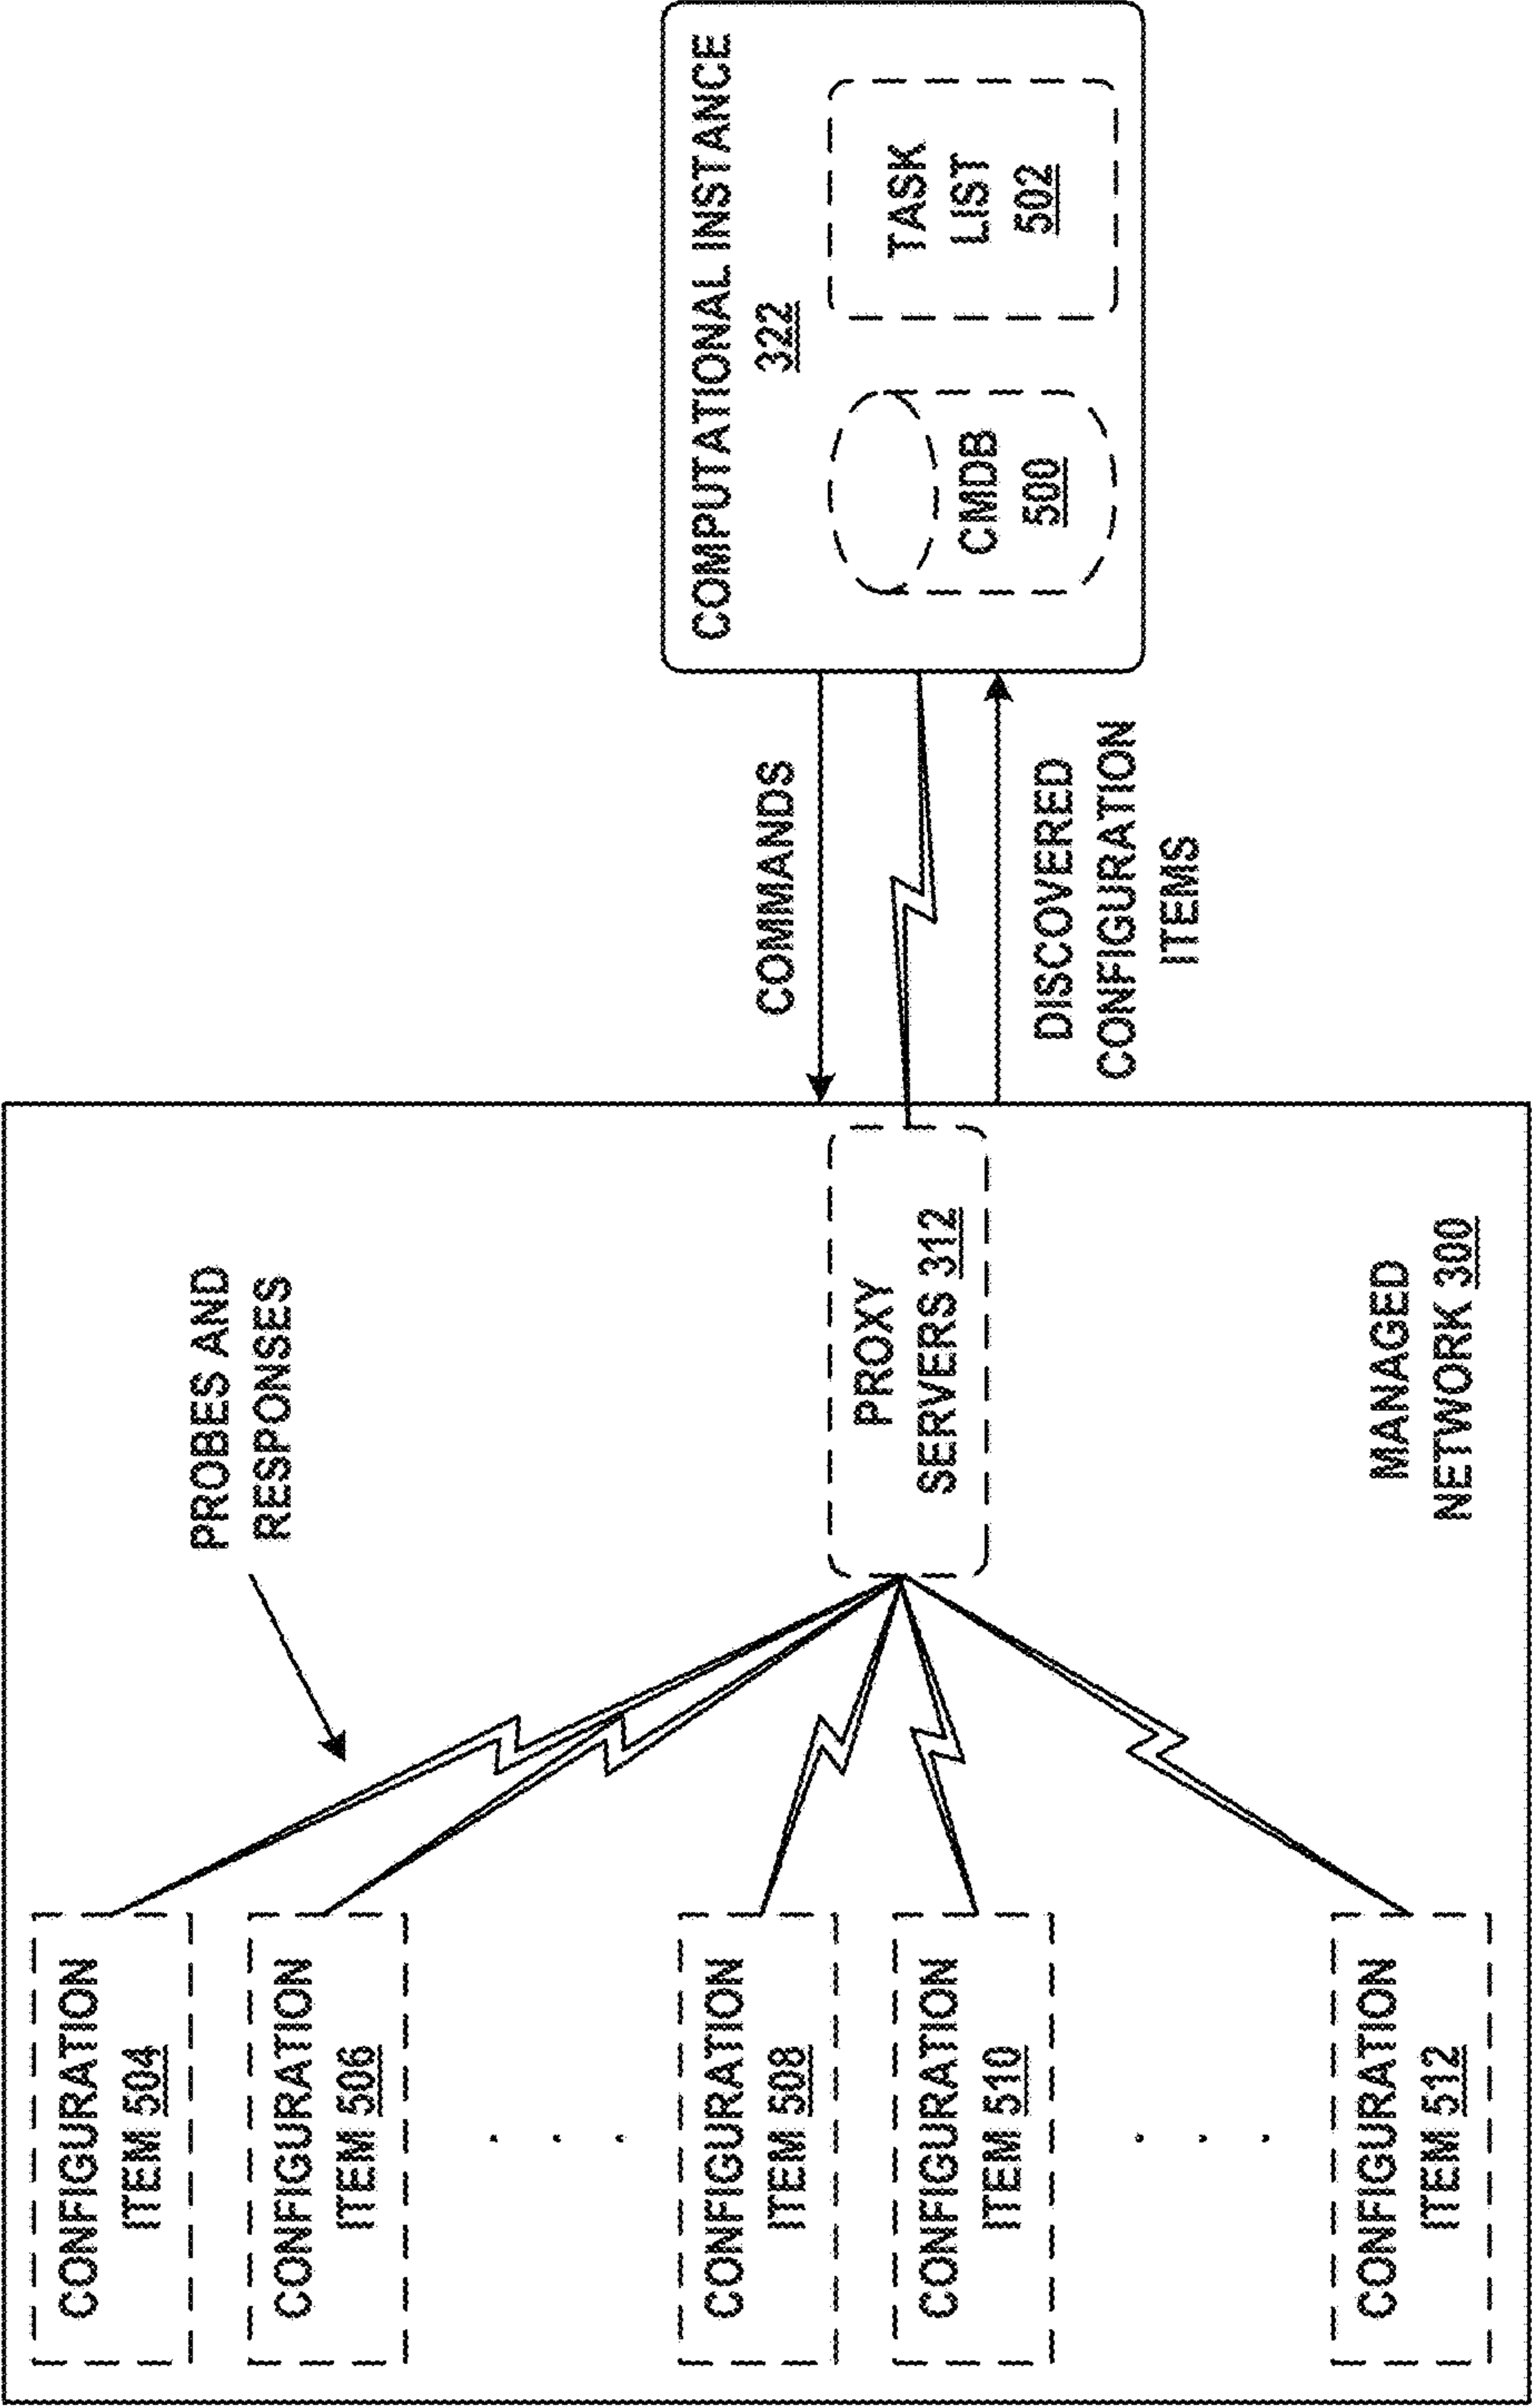 CONFIGURATION
ITEM 504
CONFIGURATION
ITEM 506
. . .
CONFIGURATION
ITEM 508
CONFIGURATION
ITEM 510
. . .
CONFIGURATION
ITEM 512
PROBES AND
RESPONSES
PROXY
SERVERS 312
MANAGED
NETWORK 300
COMMANDS
DISCOVERED
CONFIGURATION
ITEMS
COMPUTATIONAL INSTANCE
322
CMDB
500
TASK
LIST
502